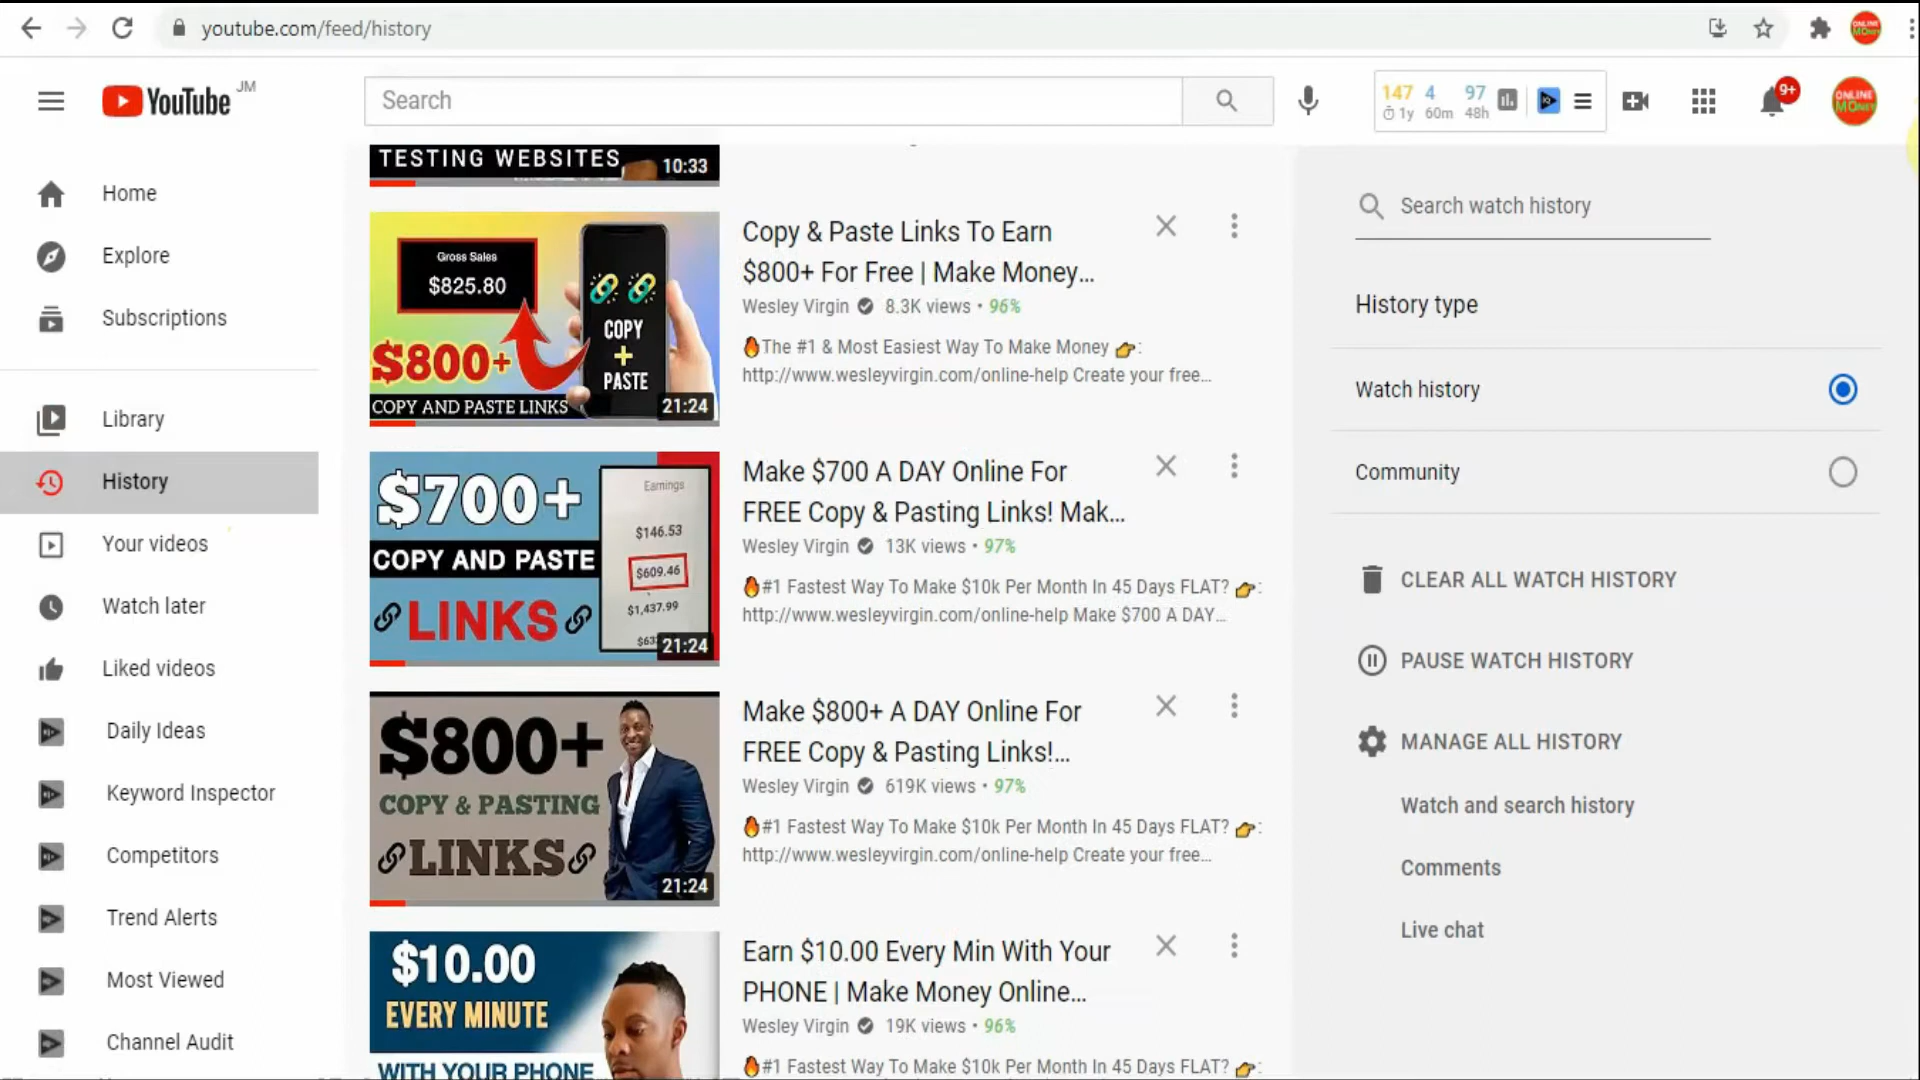 youtube.com/feed/history
YouTube JM
Search
147 4 97
1y 60m 48h
9+
ONLINE
MONEY
Home
Explore
Subscriptions
Library
History
Your videos
Watch later
Liked videos
Daily Ideas
Keyword Inspector
Competitors
Trend Alerts
Most Viewed
Channel Audit
TESTING WEBSITES
10:33
Gross Sales
$825.80
$800+
COPY
+
PASTE
COPY AND PASTE LINKS
21:24
Copy & Paste Links To Earn
$800+ For Free | Make Money...
Wesley Virgin 8.3K views • 96%
🔥The #1 & Most Easiest Way To Make Money 👉:
http://www.wesleyvirgin.com/online-help Create your free...
$700+
COPY AND PASTE
LINKS
Earnings
$146.53
$609.46
$1,437.99
21:24
Make $700 A DAY Online For
FREE Copy & Pasting Links! Mak...
Wesley Virgin 13K views • 97%
🔥#1 Fastest Way To Make $10k Per Month In 45 Days FLAT? 👉:
http://www.wesleyvirgin.com/online-help Make $700 A DAY...
$800+
COPY & PASTING
LINKS
21:24
Make $800+ A DAY Online For
FREE Copy & Pasting Links!...
Wesley Virgin 619K views • 97%
🔥#1 Fastest Way To Make $10k Per Month In 45 Days FLAT? 👉:
http://www.wesleyvirgin.com/online-help Create your free...
$10.00
EVERY MINUTE
WITH YOUR PHONE
Earn $10.00 Every Min With Your
PHONE | Make Money Online...
Wesley Virgin 19K views • 96%
🔥#1 Fastest Way To Make $10k Per Month In 45 Days FLAT? 👉:
Search watch history
History type
Watch history
Community
CLEAR ALL WATCH HISTORY
PAUSE WATCH HISTORY
MANAGE ALL HISTORY
Watch and search history
Comments
Live chat